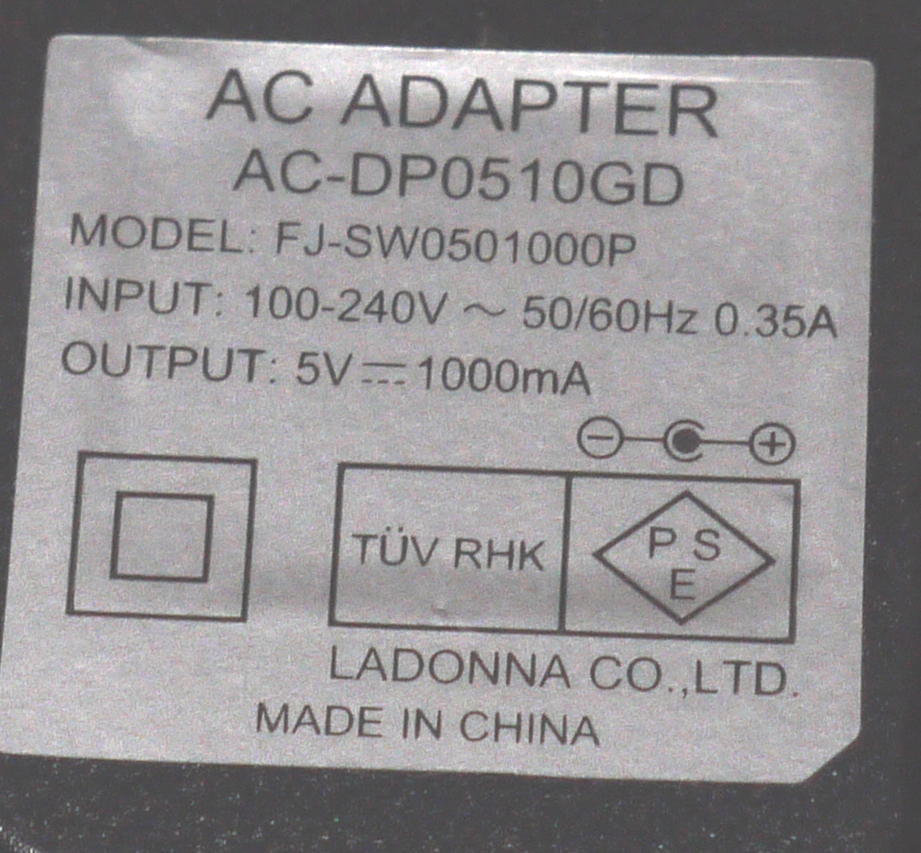 AC ADAPTER
AC-DP0510GD
MODEL: FJ-SW0501000P
INPUT: 100-240V ~ 50/60Hz 0.35A
OUTPUT: 5V⎓1000mA
TÜV RHK
P S
E
LADONNA CO.,LTD.
MADE IN CHINA